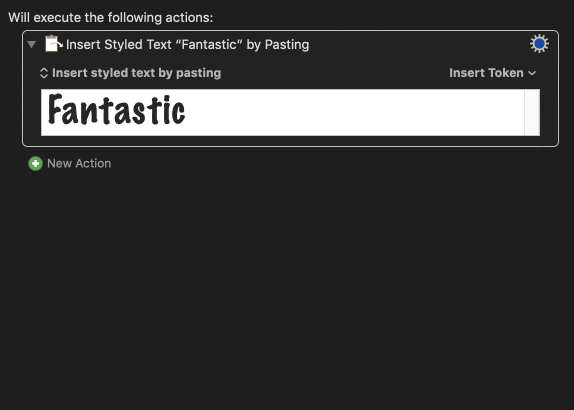 Will execute the following actions:
Insert Styled Text “Fantastic” by Pasting
Insert styled text by pasting Insert Token
Fantastic
New Action